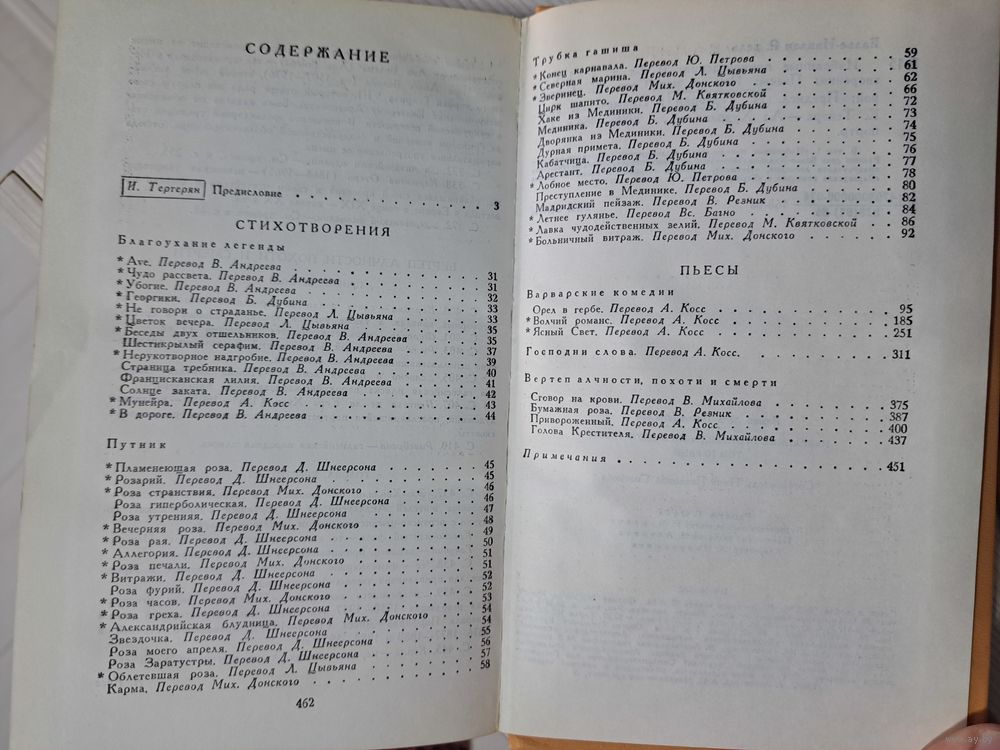 СОДЕРЖАНИЕ
И. Тертерян Предисловие . . . 3
СТИХОТВОРЕНИЯ
Благоухание легенды
* Ave. Перевод В. Андреева . . . 31
* Чудо рассвета. Перевод В. Андреева . . . 31
* Убогие. Перевод В. Андреева . . . 32
* Георгики. Перевод Б. Дубина . . . 33
* Не говори о страданье. Перевод Л. Цывьяна . . . 33
* Цветок вечера. Перевод Л. Цывьяна . . . 35
* Беседы двух отшельников. Перевод В. Андреева . . . 35
Шестикрылый серафим. Перевод В. Андреева . . . 37
* Нерукотворное надгробие. Перевод В. Андреева . . . 39
Страница требника. Перевод В. Андреева . . . 40
Францисканская лилия. Перевод В. Андреева . . . 41
Солнце заката. Перевод В. Андреева . . . 42
* Мунейра. Перевод А. Косс . . . 43
* В дороге. Перевод В. Андреева . . . 44
Путник
* Пламенеющая роза. Перевод Д. Шнеерсона . . . 45
* Розарий. Перевод Д. Шнеерсона . . . 45
* Роза странствия. Перевод Мих. Донского . . . 46
Роза гиперболическая. Перевод Д. Шнеерсона . . . 46
Роза утренняя. Перевод Д. Шнеерсона . . . 47
* Вечерняя роза. Перевод Мих. Донского . . . 48
* Роза рая. Перевод Д. Шнеерсона . . . 49
* Аллегория. Перевод Д. Шнеерсона . . . 50
* Роза печали. Перевод Мих. Донского . . . 51
* Витражи. Перевод Д. Шнеерсона . . . 51
Роза фурий. Перевод Д. Шнеерсона . . . 52
* Роза часов. Перевод Мих. Донского . . . 52
* Роза греха. Перевод Д. Шнеерсона . . . 53
* Александрийская блудница. Перевод Мих. Донского . . . 54
Звездочка. Перевод Д. Шнеерсона . . . 54
Роза моего апреля. Перевод Д. Шнеерсона . . . 55
Роза Заратустры. Перевод Д. Шнеерсона . . . 56
* Облетевшая роза. Перевод Л. Цывьяна . . . 57
Карма. Перевод Мих. Донского . . . 58
462
Трубка гашиша
* Конец карнавала. Перевод Ю. Петрова . . . 59
* Северная марина. Перевод Л. Цывьяна . . . 61
* Зверинец. Перевод Мих. Донского . . . 62
Цирк шапито. Перевод М. Квятковской . . . 66
Хаке из Мединики. Перевод Б. Дубина . . . 72
Мединика. Перевод Б. Дубина . . . 73
Дворянка из Мединики. Перевод Б. Дубина . . . 74
Дурная примета. Перевод Б. Дубина . . . 75
Кабатчица. Перевод Б. Дубина . . . 76
Арестант. Перевод Б. Дубина . . . 77
* Лобное место. Перевод Ю. Петрова . . . 78
Преступление в Мединике. Перевод Б. Дубина . . . 80
Мадридский пейзаж. Перевод В. Резник . . . 82
* Летнее гулянье. Перевод Вс. Багно . . . 84
* Лавка чудодейственных зелий. Перевод М. Квятковской . . . 86
* Больничный витраж. Перевод Мих. Донского . . . 92
ПЬЕСЫ
Варварские комедии
Орел в гербе. Перевод А. Косс . . . 95
* Волчий романс. Перевод А. Косс . . . 185
* Ясный Свет. Перевод А. Косс . . . 251
Господни слова. Перевод А. Косс. . . . 311
Вертеп алчности, похоти и смерти
Сговор на крови. Перевод В. Михайлова . . . 375
Бумажная роза. Перевод В. Резник . . . 387
Привороженный. Перевод А. Косс . . . 400
Голова Крестителя. Перевод В. Михайлова . . . 437
Примечания . . . 451
www.ay.by